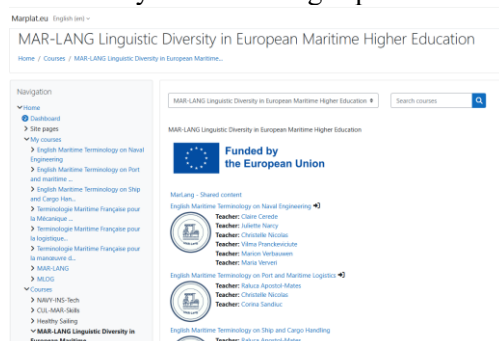 Marplat.eu English (en)
MAR-LANG Linguistic Diversity in European Maritime Higher Education
Home / Courses / MAR-LANG Linguistic Diversity in European Maritime...
Navigation
Home
Dashboard
Site pages
My courses
English Maritime Terminology on Naval
Engineering
English Maritime Terminology on Port
and maritime ...
English Maritime Terminology on Ship
and Cargo Han...
Terminologie Maritime Française pour
la Mécanique ...
Terminologie Maritime Française pour
la logistique...
Terminologie Maritime Française pour
la manœuvre d...
MAR-LANG
MLOG
Courses
NAVY-INS-Tech
CUL-MAR-Skills
Healthy Sailing
MAR-LANG Linguistic Diversity in
European Maritime
MAR-LANG Linguistic Diversity in European Maritime Higher Education
Search courses
MAR-LANG Linguistic Diversity in European Maritime Higher Education
Funded by
the European Union
MarLang - Shared content
English Maritime Terminology on Naval Engineering
Teacher: Claire Cerede
Teacher: Juliette Narcy
Teacher: Christelle Nicolas
Teacher: Vilma Pranckeviciute
Teacher: Marion Verbauwen
Teacher: Maria Ververi
English Maritime Terminology on Port and Maritime Logistics
Teacher: Raluca Apostol-Mates
Teacher: Christelle Nicolas
Teacher: Corina Sandiuc
English Maritime Terminology on Ship and Cargo Handling
Teacher: Raluca Apostol-Mates